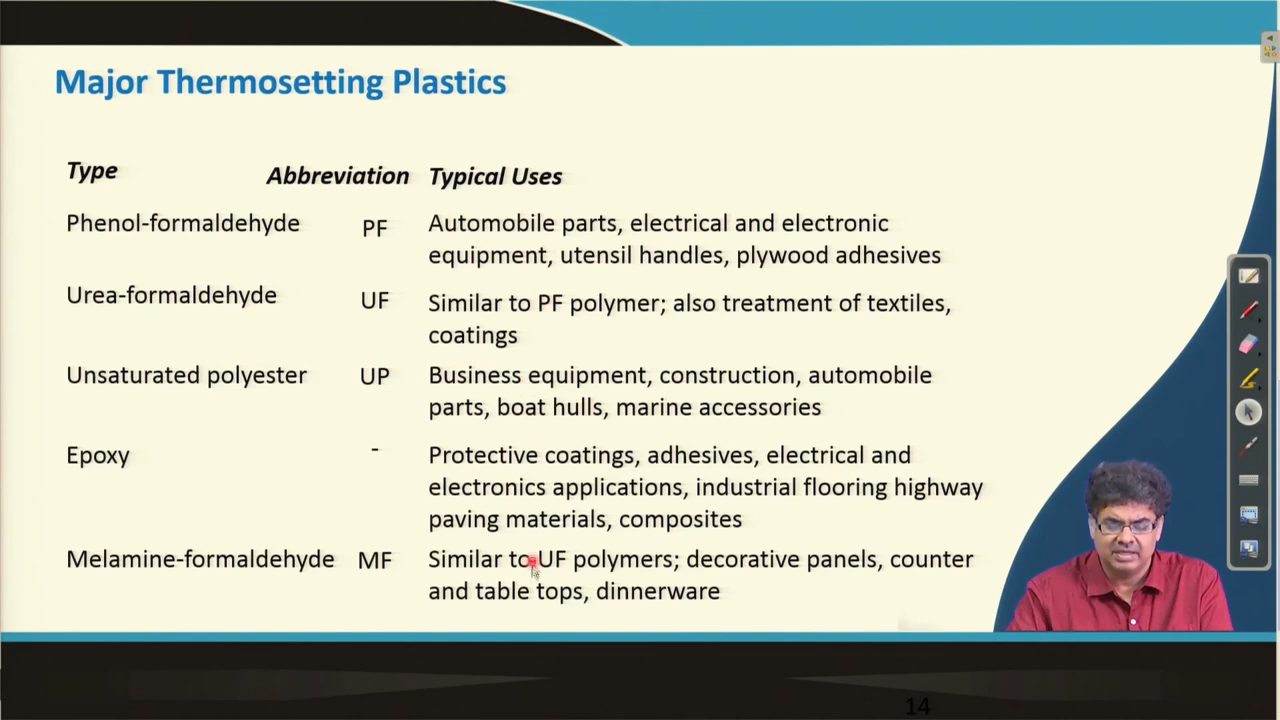 Major Thermosetting Plastics
Type Abbreviation Typical Uses
Phenol-formaldehyde PF Automobile parts, electrical and electronic
equipment, utensil handles, plywood adhesives
Urea-formaldehyde UF Similar to PF polymer; also treatment of textiles,
coatings
Unsaturated polyester UP Business equipment, construction, automobile
parts, boat hulls, marine accessories
Epoxy - Protective coatings, adhesives, electrical and
electronics applications, industrial flooring highway
paving materials, composites
Melamine-formaldehyde MF Similar to UF polymers; decorative panels, counter
and table tops, dinnerware
14